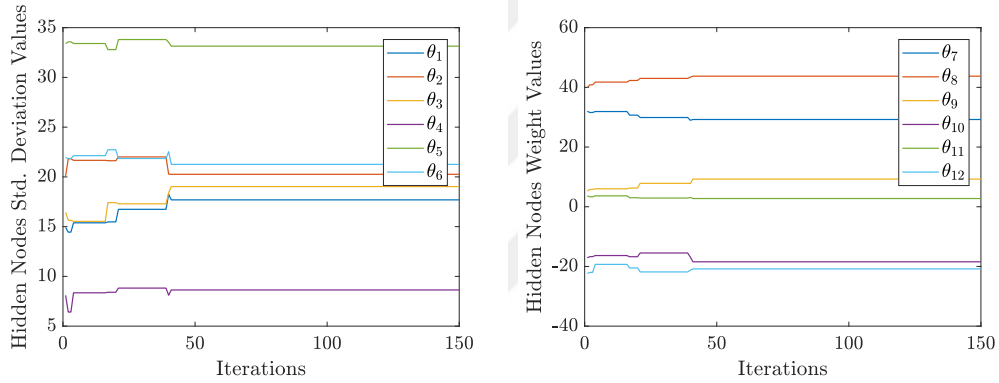 Hidden Nodes Std. Deviation Values
35
30
25
20
15
10
5
0
50
100
150
Iterations
θ1
θ2
θ3
θ4
θ5
θ6
Hidden Nodes Weight Values
60
40
20
0
-20
-40
0
50
100
150
Iterations
θ7
θ8
θ9
θ10
θ11
θ12